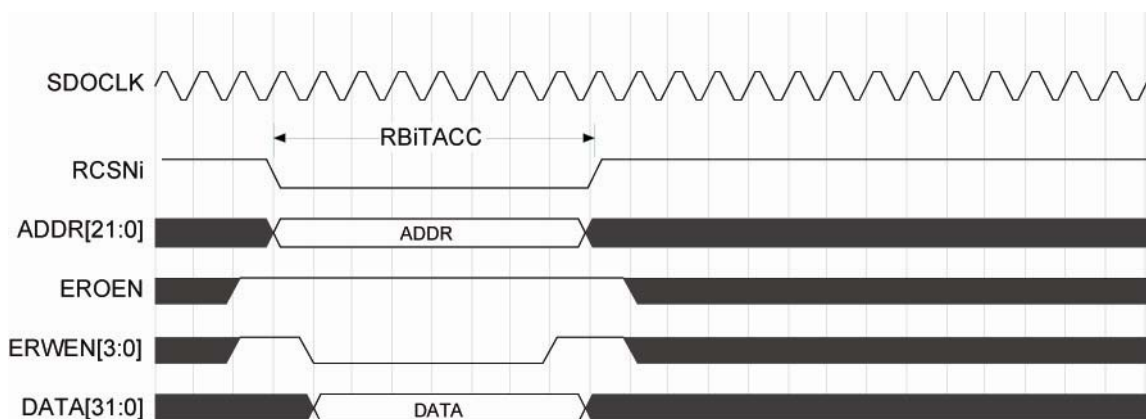 SDOCLK
RBiTACC
RCSNi
ADDR[21:0] ADDR
EROEN
ERWEN[3:0]
DATA[31:0] DATA